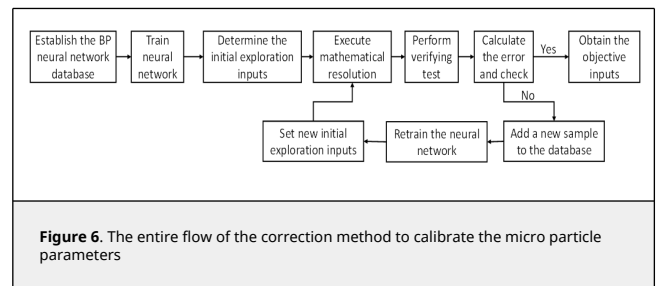 Establish the BP
neural network
database
Train
neural
network
Determine the
initial exploration
inputs
Execute
mathematical
resolution
Perform
verifying
test
Calculate
the error
and check
Yes
Obtain the
objective
inputs
No
Set new initial
exploration inputs
Retrain the neural
network
Add a new sample
to the database
Figure 6. The entire flow of the correction method to calibrate the micro particle
parameters